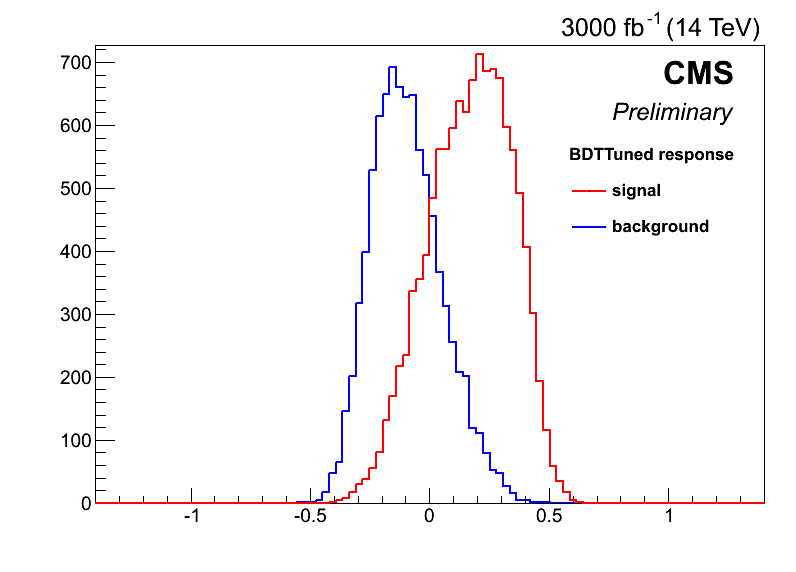 3000 fb-1 (14 TeV)
CMS
Preliminary
BDTTuned response
signal
background
700
600
500
400
300
200
100
0
-1 -0.5 0 0.5 1